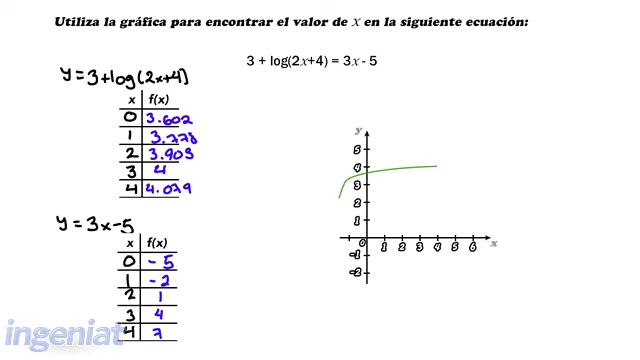 Utiliza la gráfica para encontrar el valor de x en la siguiente ecuación:
3 + log(2x+4) = 3x - 5
y = 3+log(2x+4)
x f(x)
0 3.602
1 3.778
2 3.903
3 4
4 4.079
y = 3x-5
x f(x)
0 -5
1 -2
2 1
3 4
4 7
y
5
4
3
2
1
0 1 2 3 4 5 6 x
-1
-2
ingeniat